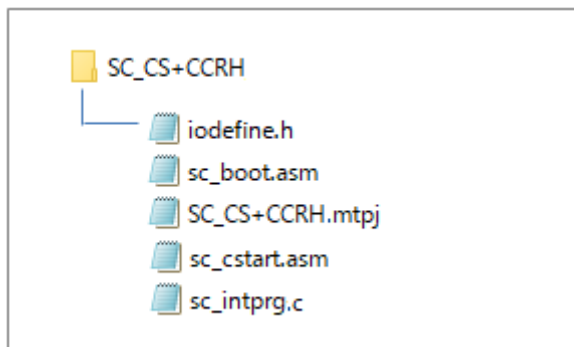 SC_CS+CCRH
iodefine.h
sc_boot.asm
SC_CS+CCRH.mtpj
sc_cstart.asm
sc_intprg.c